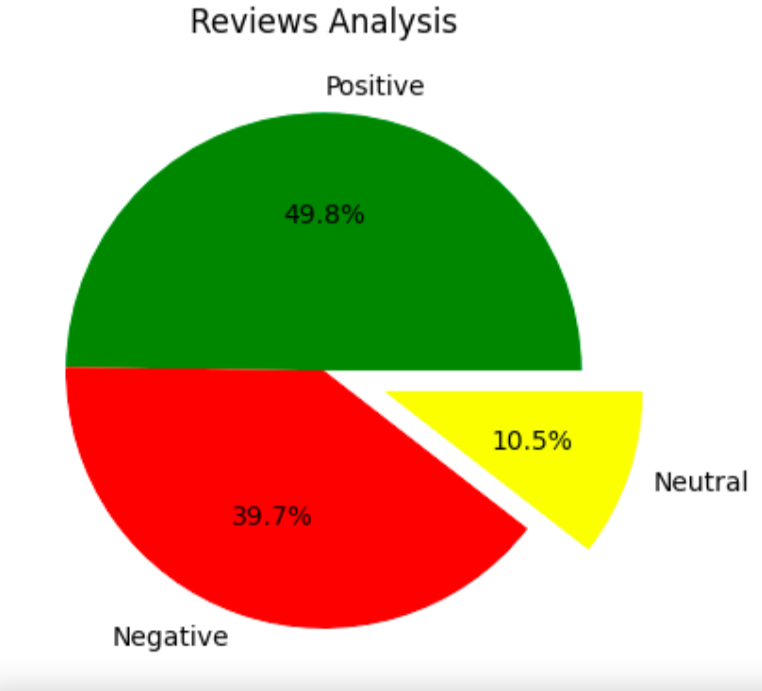 Reviews Analysis
Positive
49.8%
10.5%
Neutral
39.7%
Negative